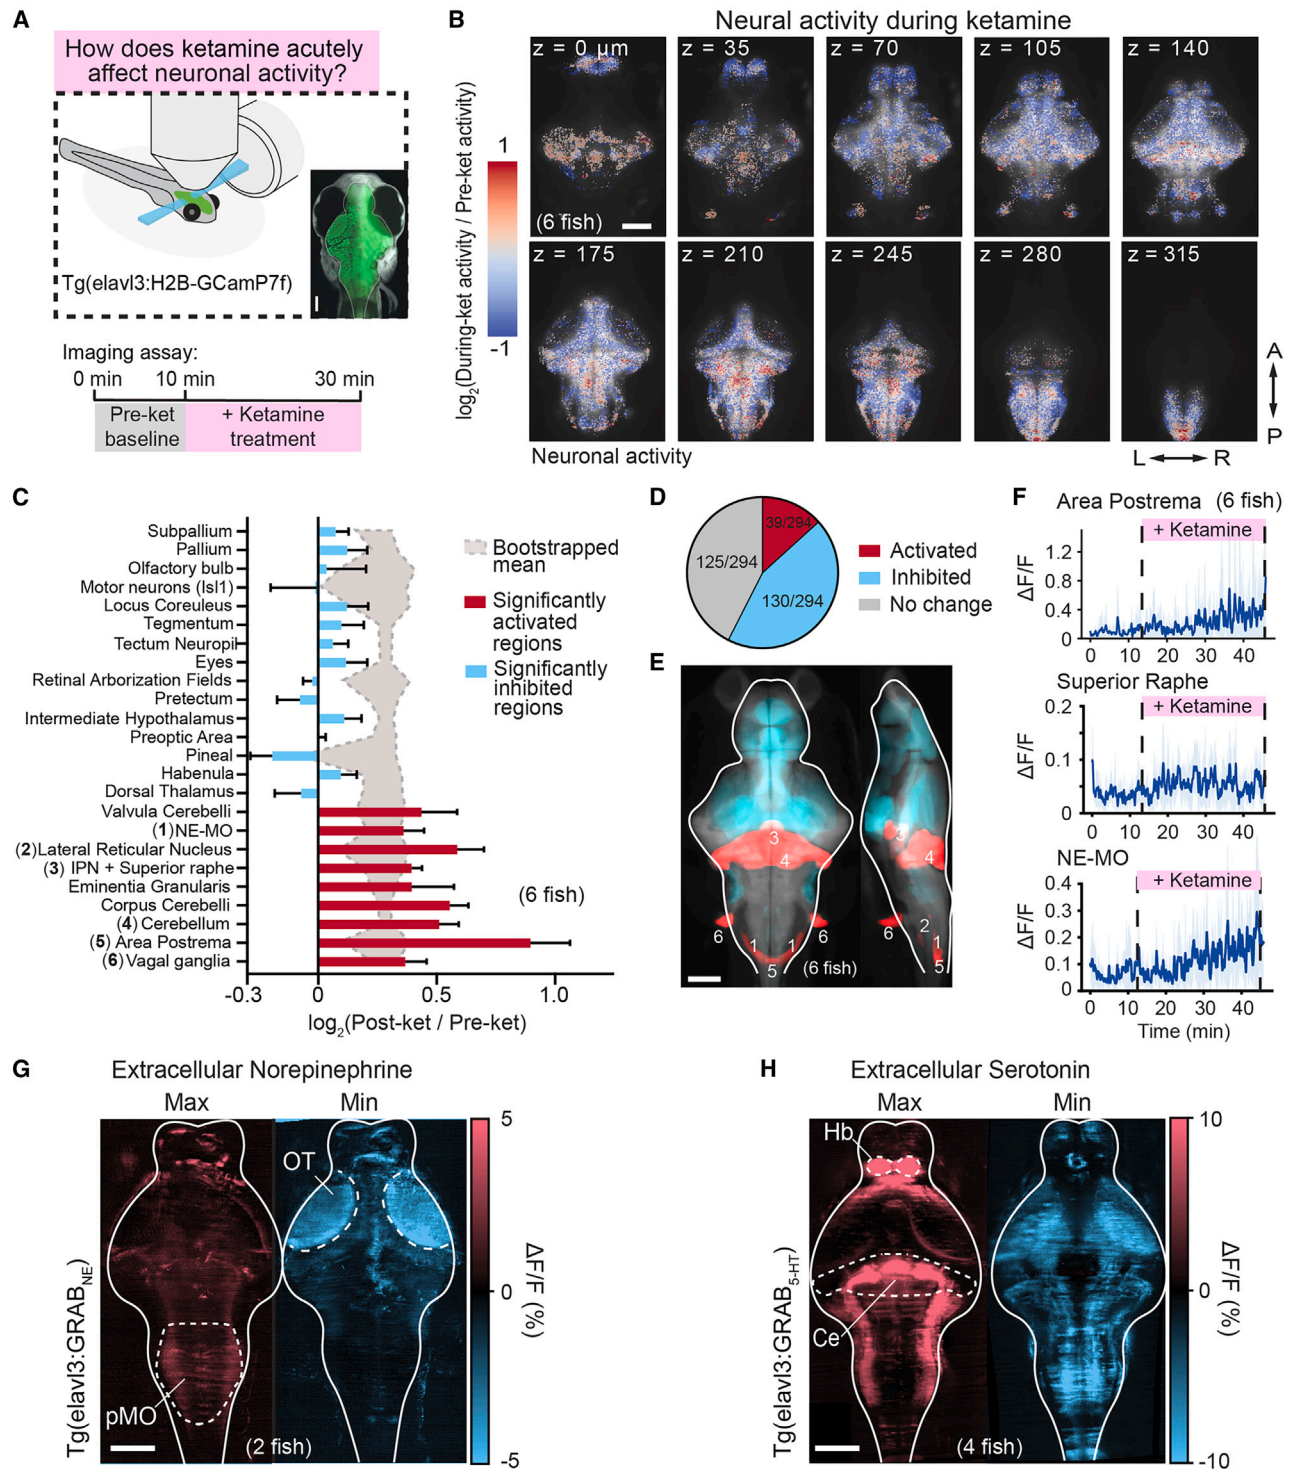 A
How does ketamine acutely
affect neuronal activity?
Tg(elavl3:H2B-GCamP7f)
Imaging assay:
0 min 10 min 30 min
Pre-ket
baseline
+ Ketamine
treatment
B
Neural activity during ketamine
log2(During-ket activity / Pre-ket activity)
1
-1
z = 0 µm
z = 35
z = 70
z = 105
z = 140
(6 fish)
z = 175
z = 210
z = 245
z = 280
z = 315
Neuronal activity
A
P
L R
C
Subpallium
Pallium
Olfactory bulb
Motor neurons (Isl1)
Locus Coreuleus
Tegmentum
Tectum Neuropil
Eyes
Retinal Arborization Fields
Pretectum
Intermediate Hypothalamus
Preoptic Area
Pineal
Habenula
Dorsal Thalamus
Valvula Cerebelli
(1)NE-MO
(2)Lateral Reticular Nucleus
(3) IPN + Superior raphe
Eminentia Granularis
Corpus Cerebelli
(4) Cerebellum
(5) Area Postrema
(6) Vagal ganglia
-0.3 0 0.5 1.0
log2(Post-ket / Pre-ket)
Bootstrapped
mean
Significantly
activated
regions
Significantly
inhibited
regions
(6 fish)
D
39/294
125/294
130/294
Activated
Inhibited
No change
E
3
4
6
6
1
1
5
(6 fish)
3
4
6
2
1
5
F
Area Postrema (6 fish)
+ Ketamine
ΔF/F
1.2
0.8
0.4
0
0 10 20 30 40
Superior Raphe
+ Ketamine
ΔF/F
0.2
0.1
0
0 10 20 30 40
NE-MO
+ Ketamine
ΔF/F
0.4
0.3
0.2
0.1
0
0 10 20 30 40
Time (min)
G
Extracellular Norepinephrine
Max Min
Tg(elavl3:GRABNE)
OT
pMO
(2 fish)
5
0
-5
ΔF/F (%)
H
Extracellular Serotonin
Max Min
Tg(elavl3:GRAB5-HT)
Hb
Ce
(4 fish)
10
0
-10
ΔF/F (%)